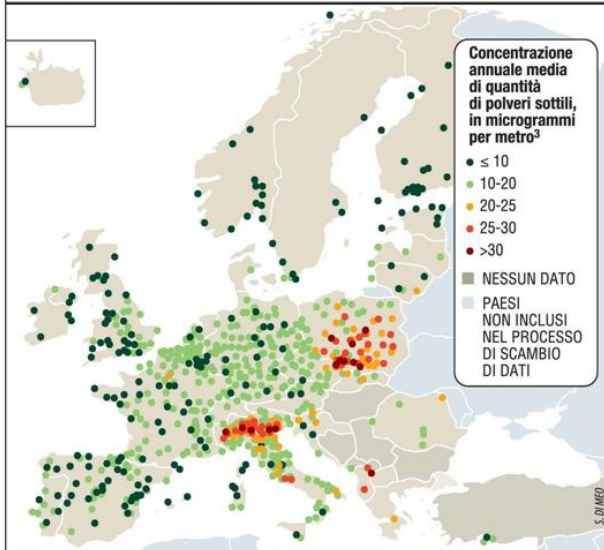 Concentrazione
annuale media
di quantità
di polveri sottili,
in microgrammi
per metro³
≤ 10
10-20
20-25
25-30
>30
NESSUN DATO
PAESI
NON INCLUSI
NEL PROCESSO
DI SCAMBIO
DI DATI
S. DI MEO